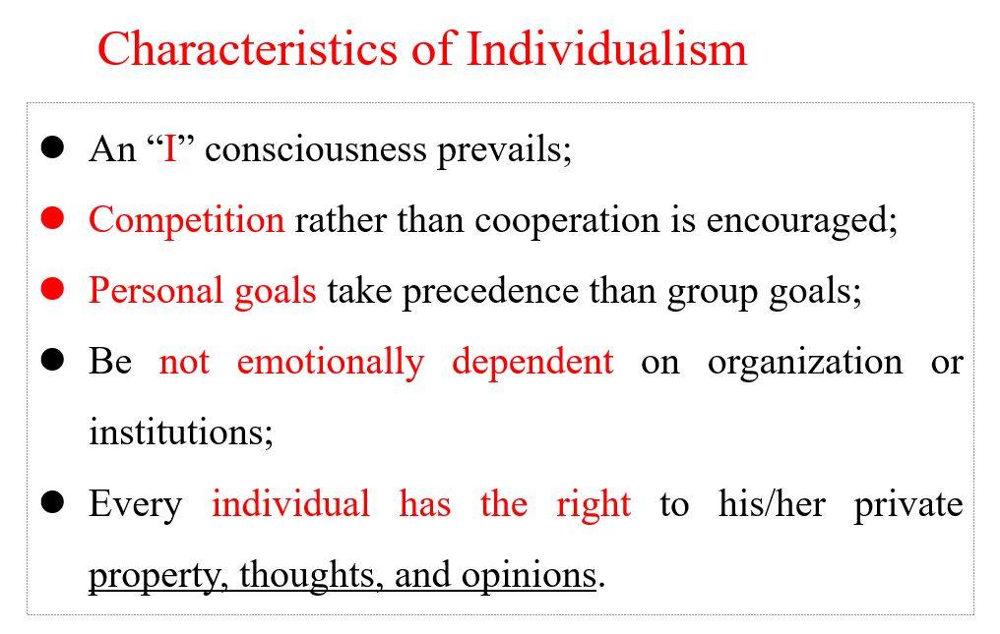 Characteristics of Individualism
● An “I” consciousness prevails;
● Competition rather than cooperation is encouraged;
● Personal goals take precedence than group goals;
● Be not emotionally dependent on organization or
institutions;
● Every individual has the right to his/her private
property, thoughts, and opinions.